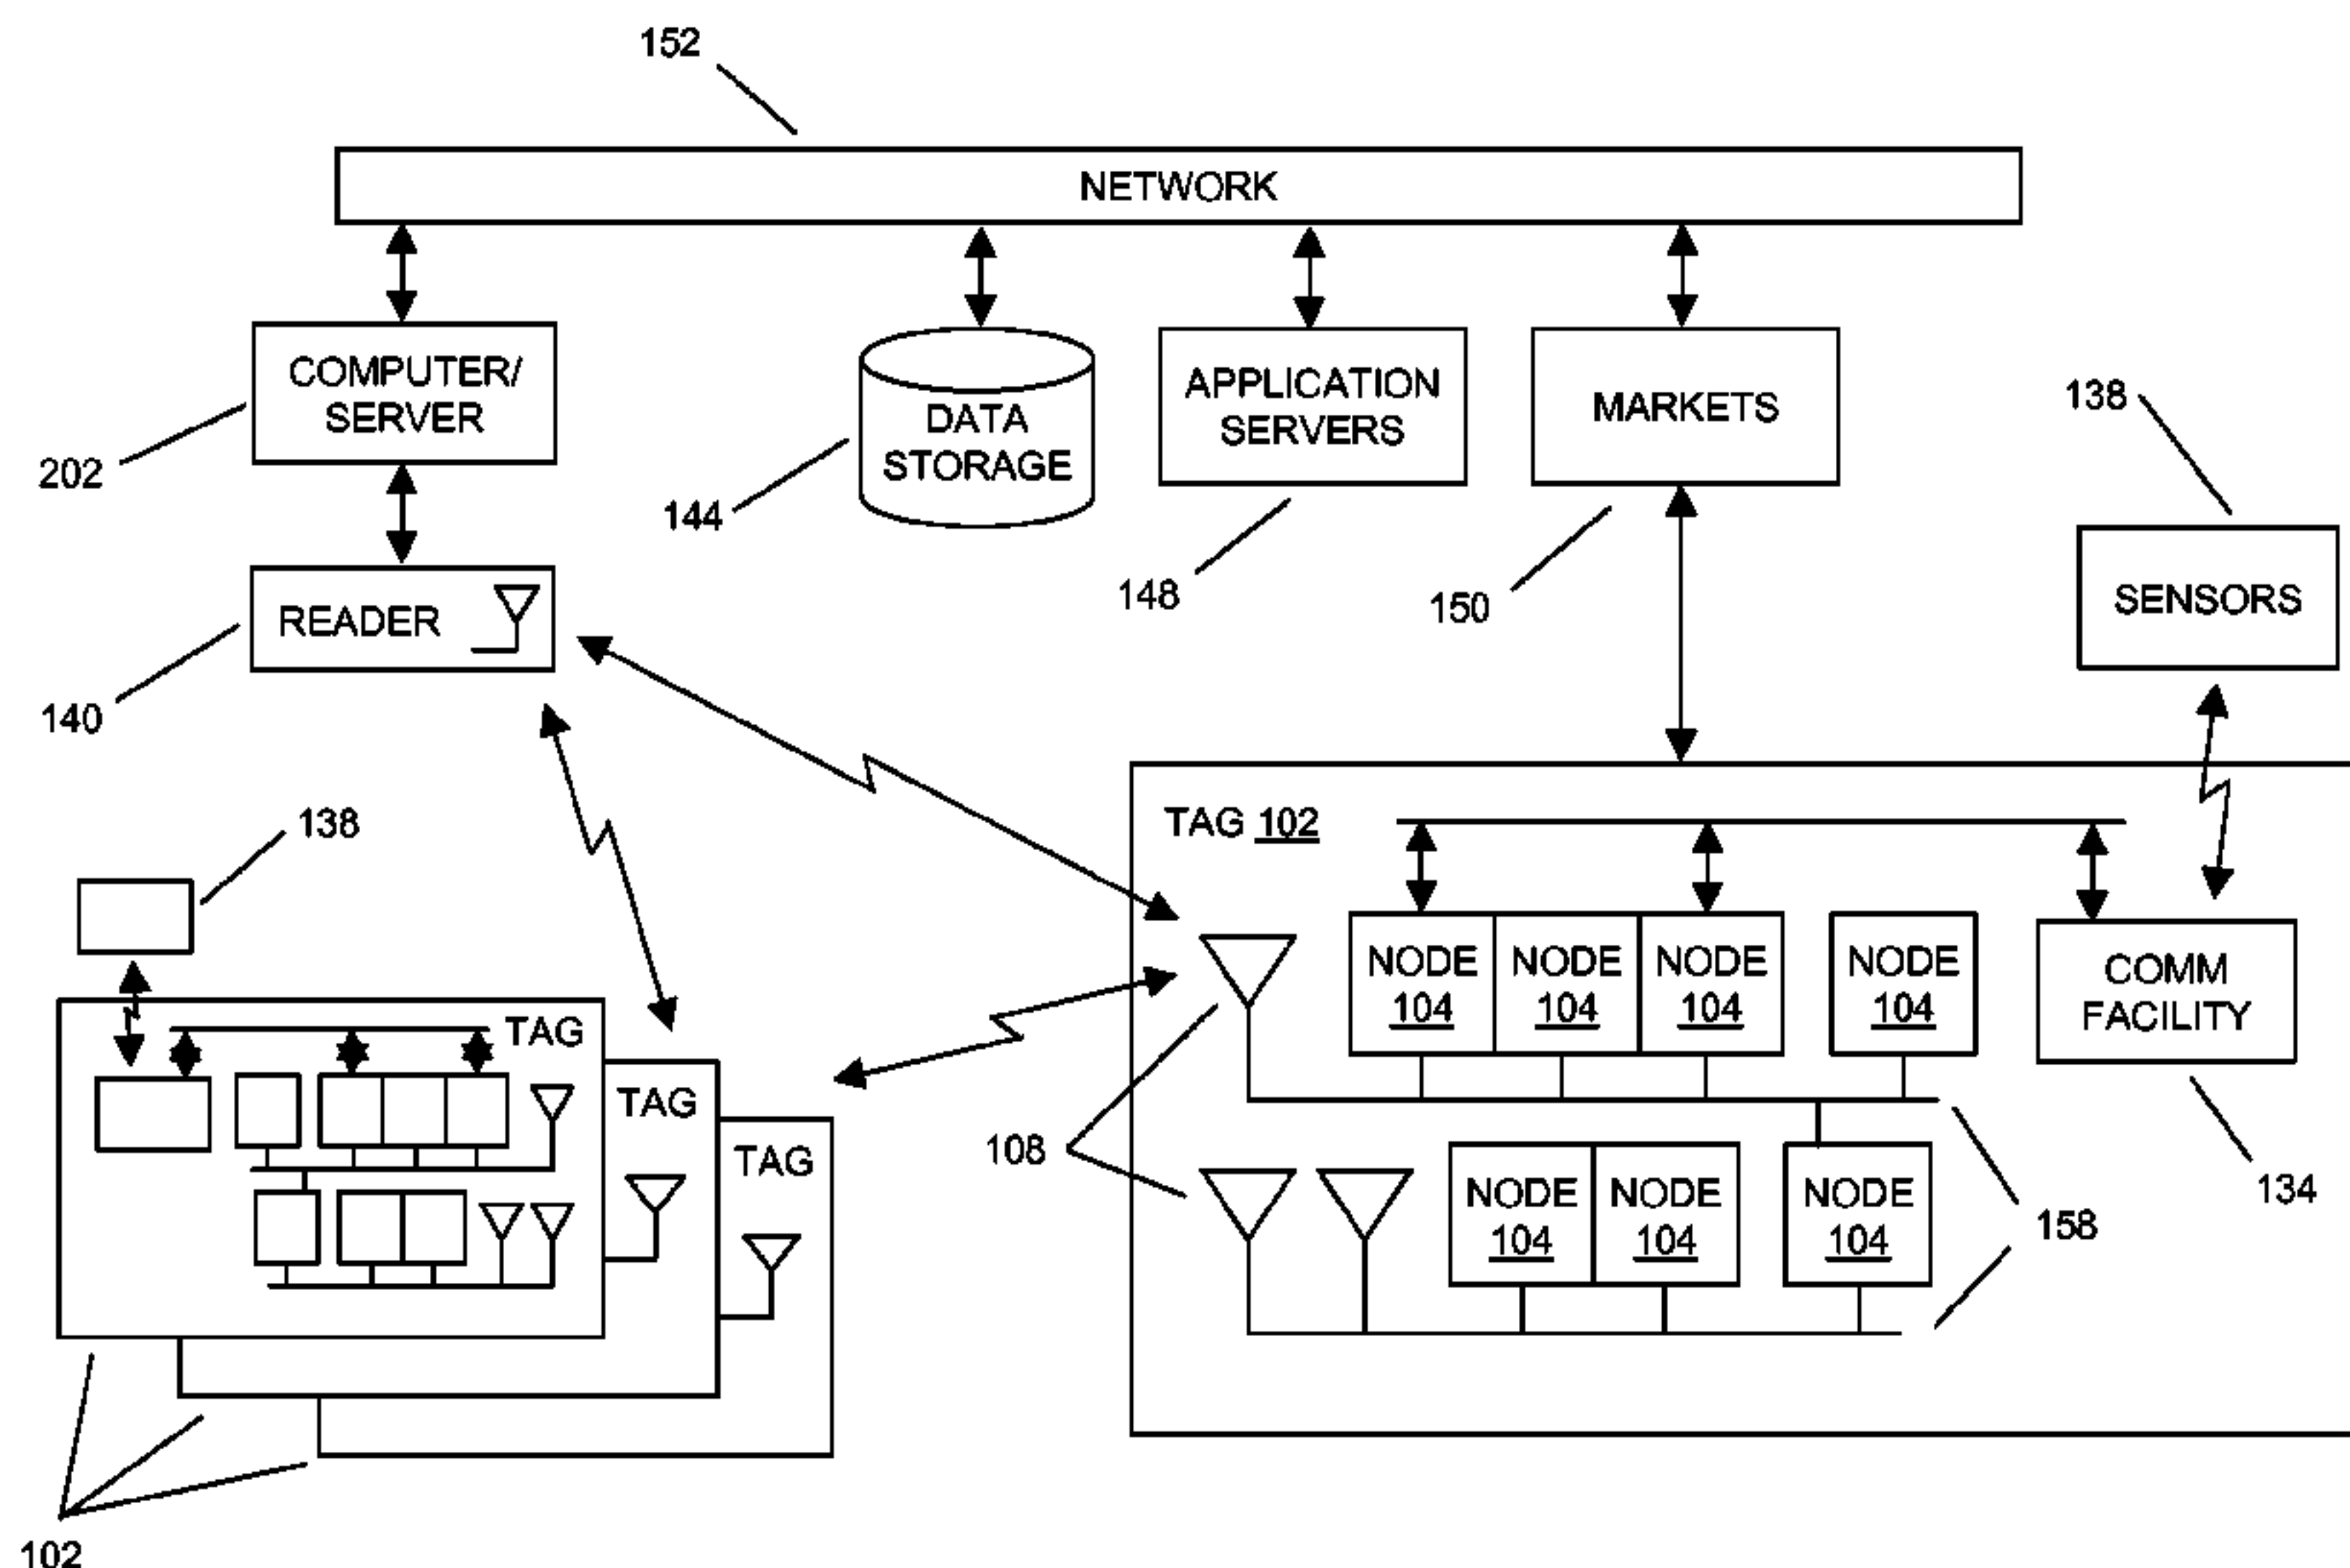 152
NETWORK
COMPUTER/
SERVER
202
DATA
STORAGE
144
APPLICATION
SERVERS
148
MARKETS
150
138
SENSORS
READER
140
138
TAG
TAG
TAG
102
TAG 102
NODE
104
NODE
104
NODE
104
NODE
104
COMM
FACILITY
134
108
NODE
104
NODE
104
NODE
104
158